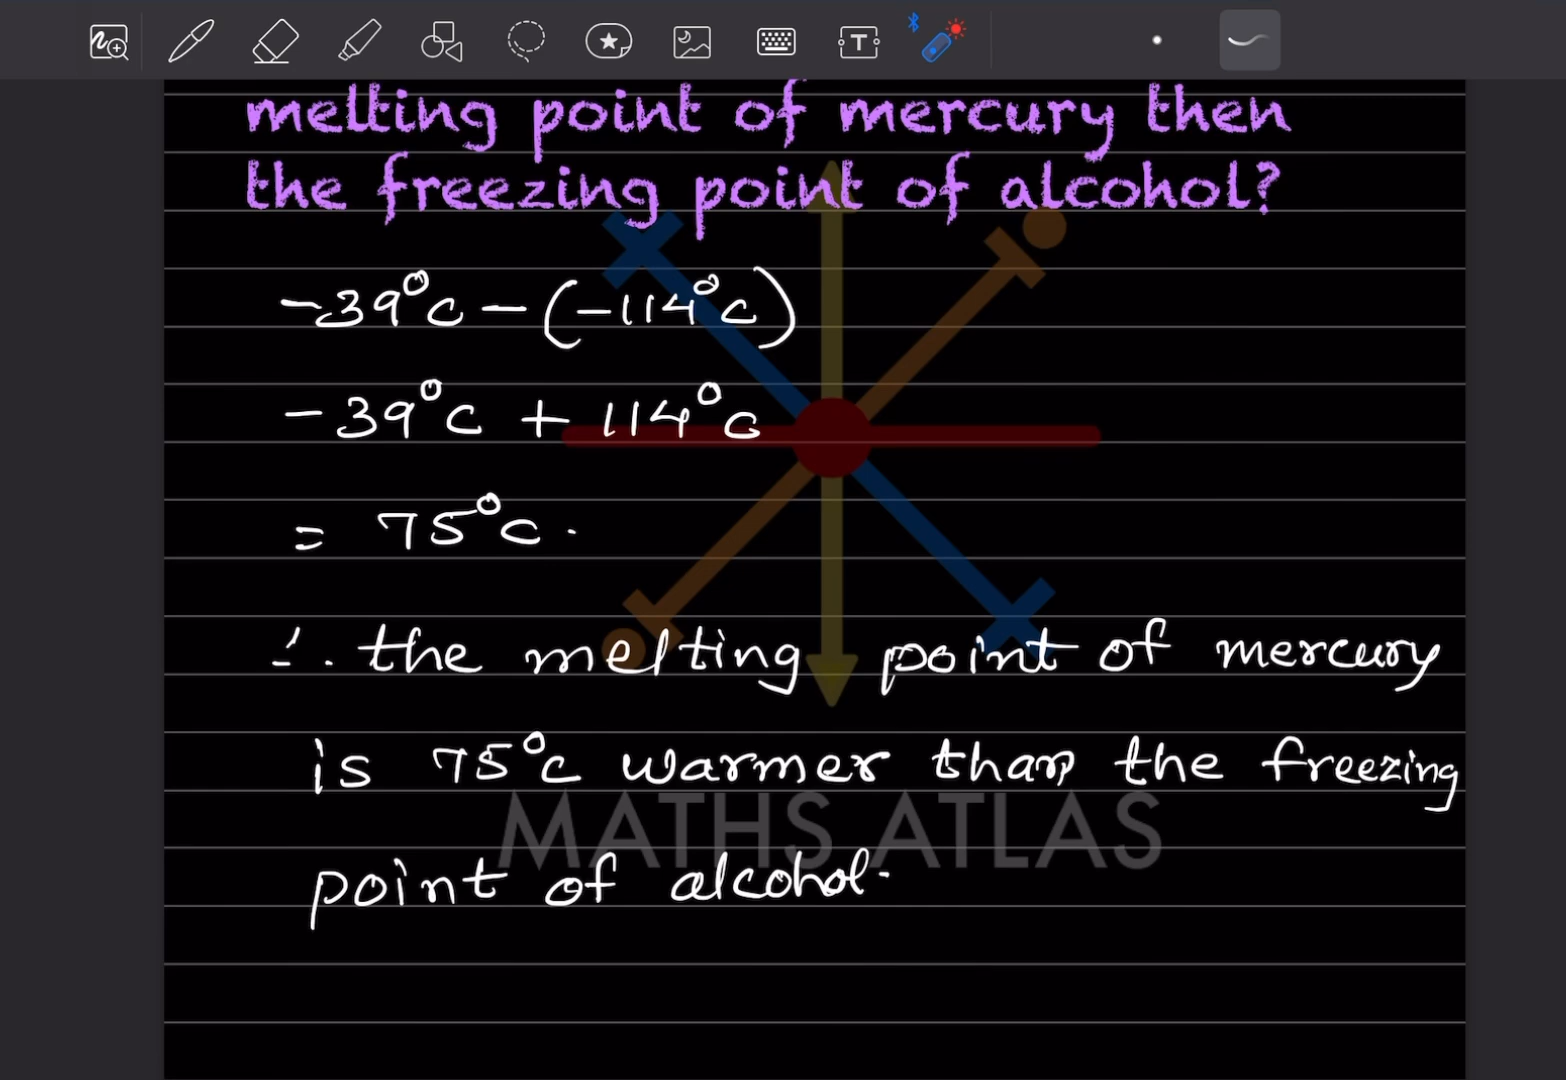 melting point of mercury then
the freezing point of alcohol?
-39°c - (-114°c)
-39°c + 114°c
= 75°c.
∴ the melting point of mercury
is 75°c warmer than the freezing
MATHS ATLAS
point of alcohol.